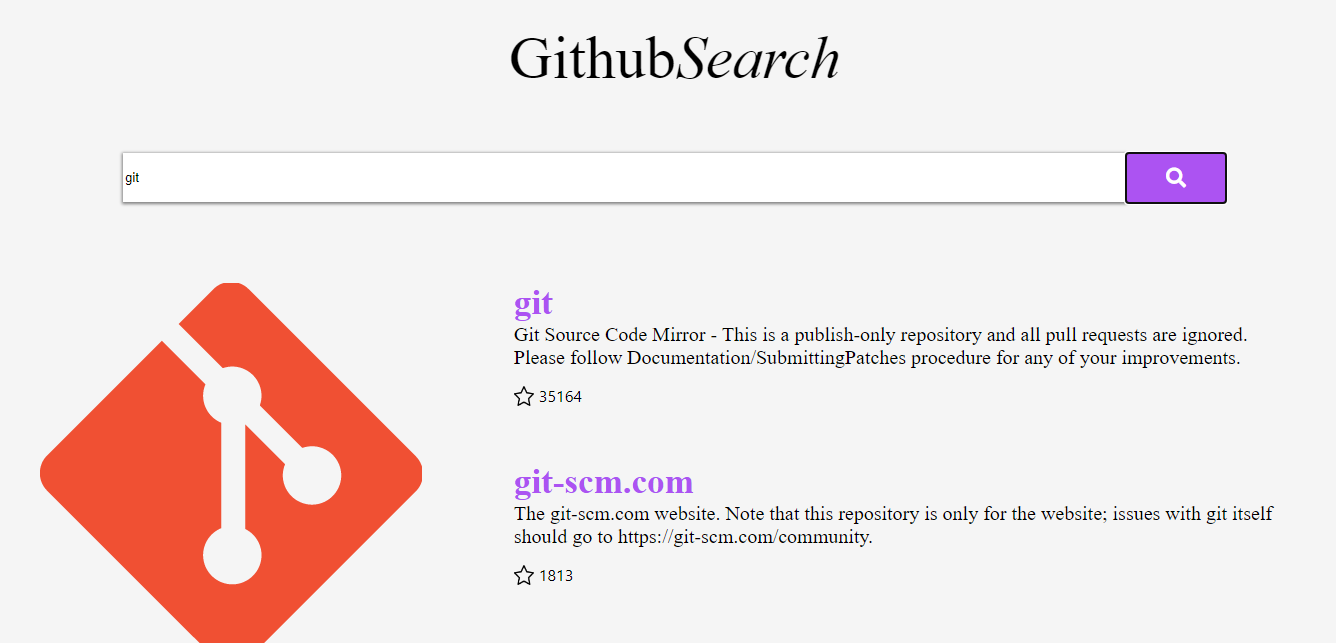 GithubSearch
git
git
Git Source Code Mirror - This is a publish-only repository and all pull requests are ignored.
Please follow Documentation/SubmittingPatches procedure for any of your improvements.
35164
git-scm.com
The git-scm.com website. Note that this repository is only for the website; issues with git itself
should go to https://git-scm.com/community.
1813